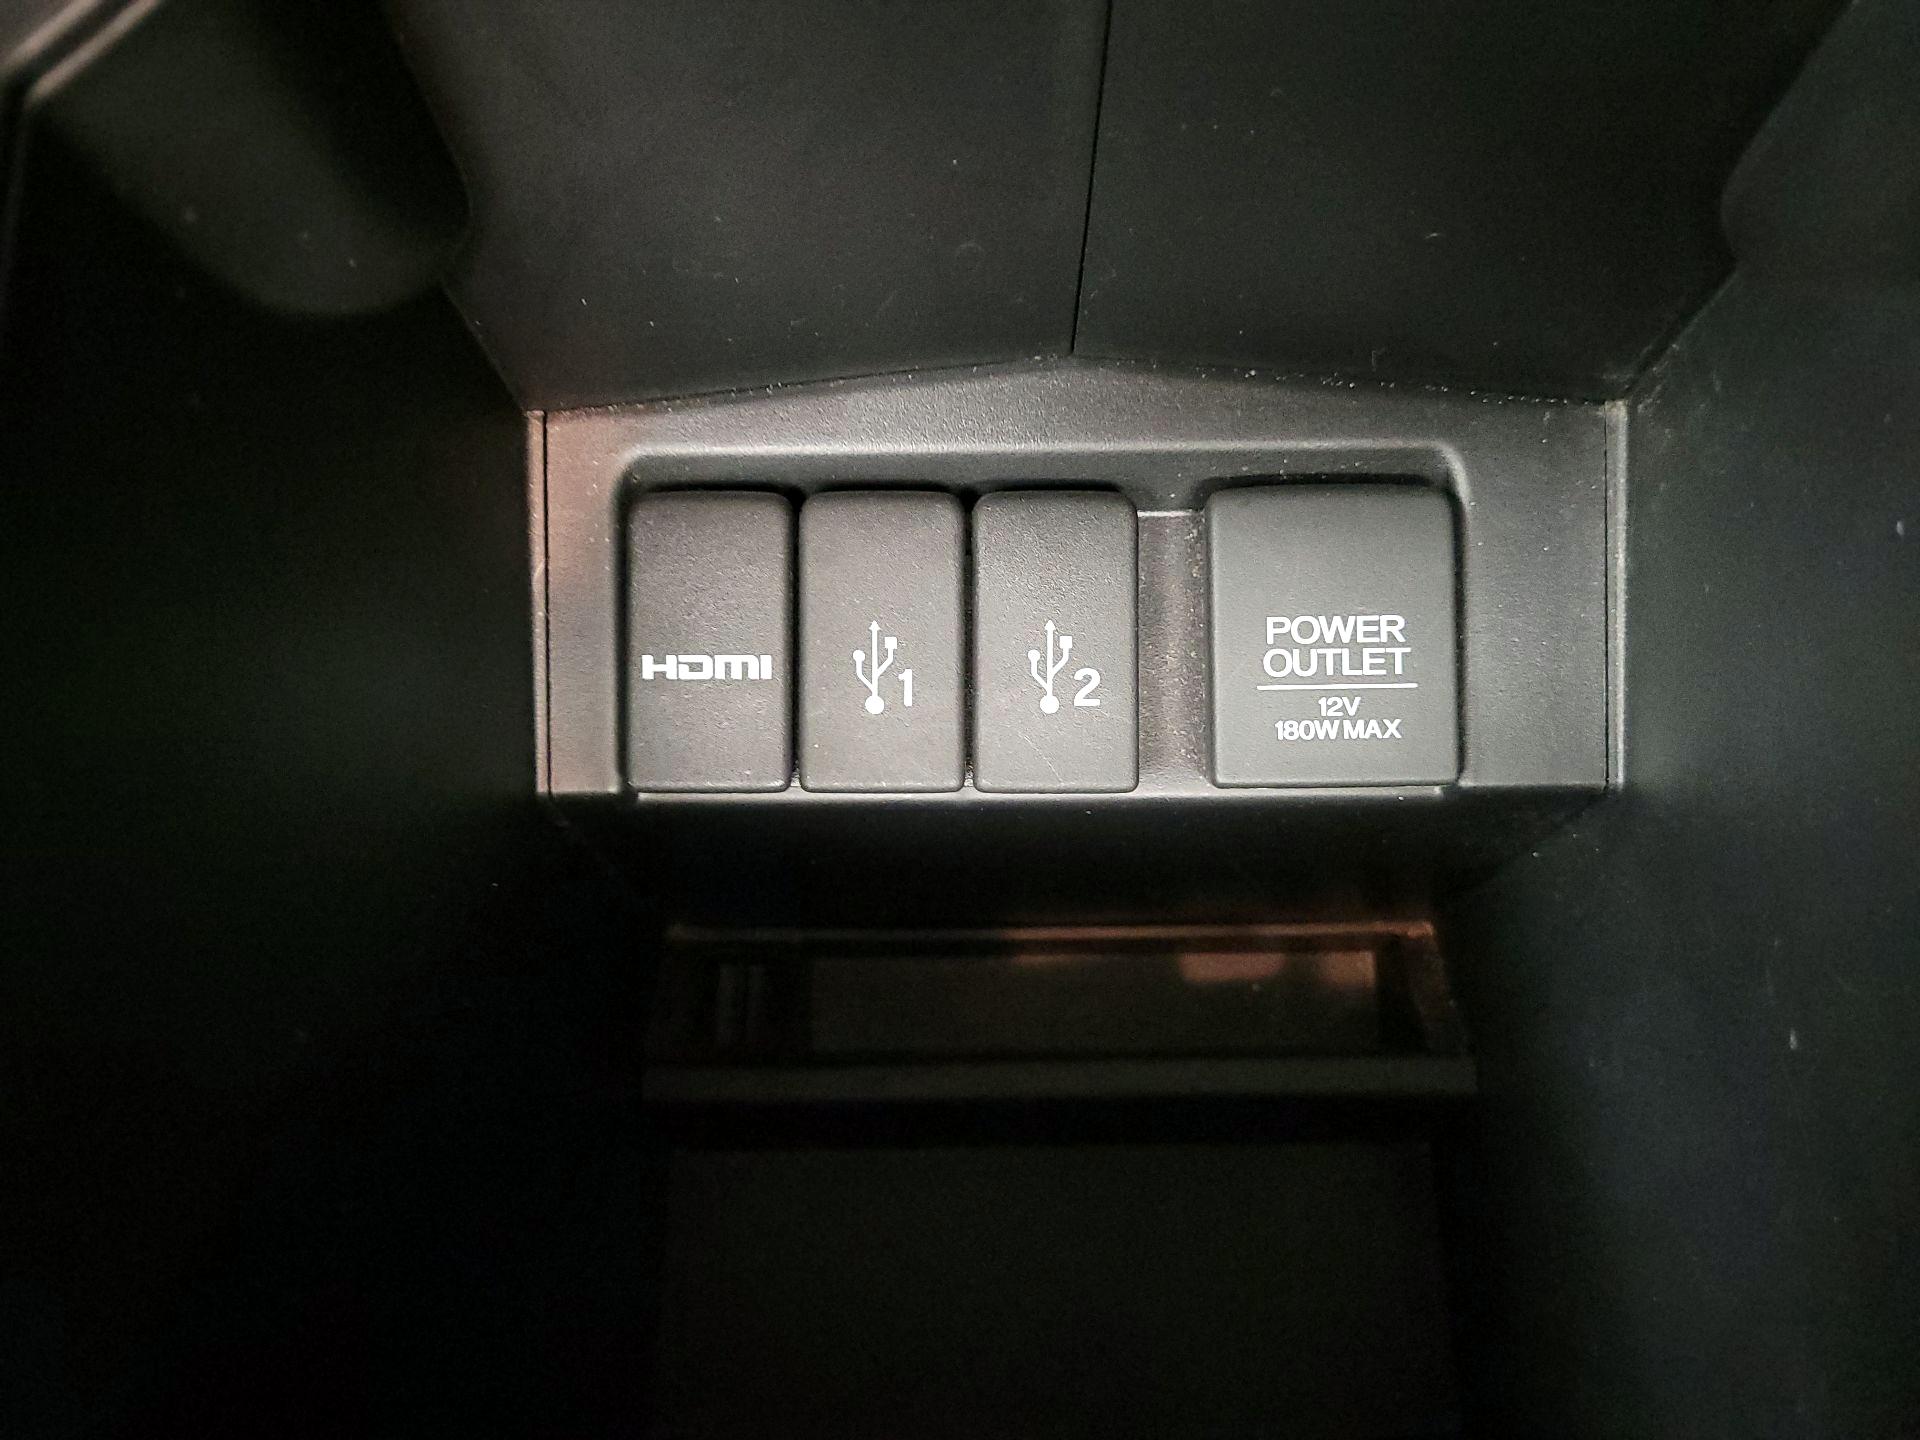 HDMI
1
2
POWER
OUTLET
12V
180W MAX